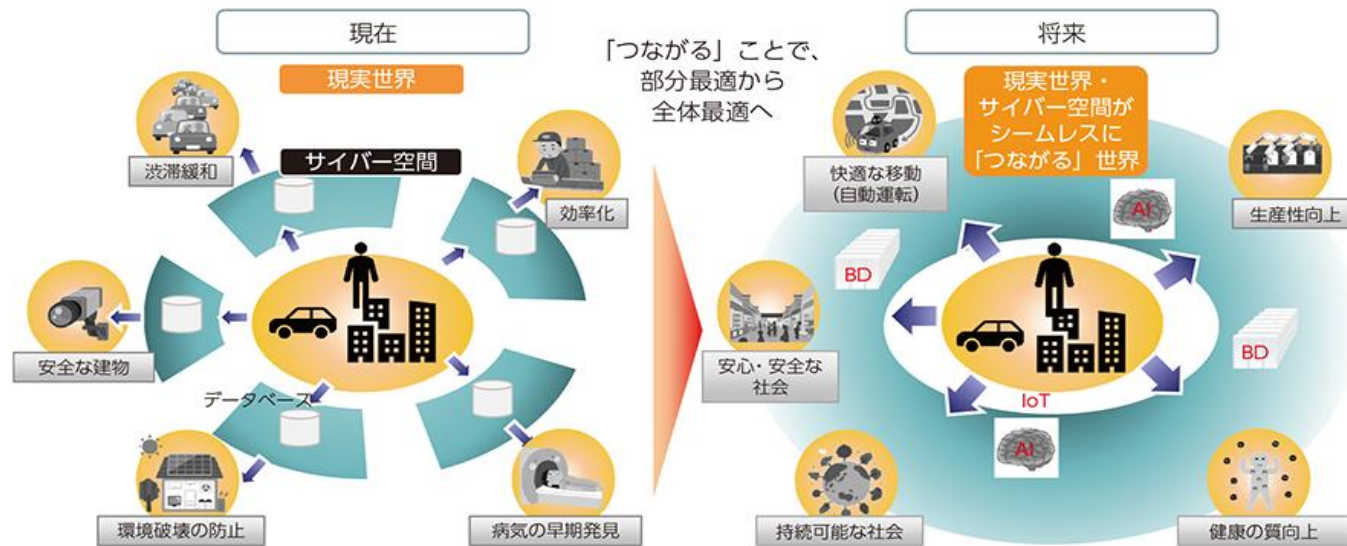 現在
現実世界
サイバー空間
渋滞緩和
効率化
安全な建物
データベース
環境破壊の防止
病気の早期発見
「つながる」ことで、
部分最適から
全体最適へ
将来
現実世界・
サイバー空間が
シームレスに
「つながる」世界
快適な移動
(自動運転)
AI
生産性向上
BD
安心・安全な
社会
BD
IoT
AI
持続可能な社会
健康の質向上